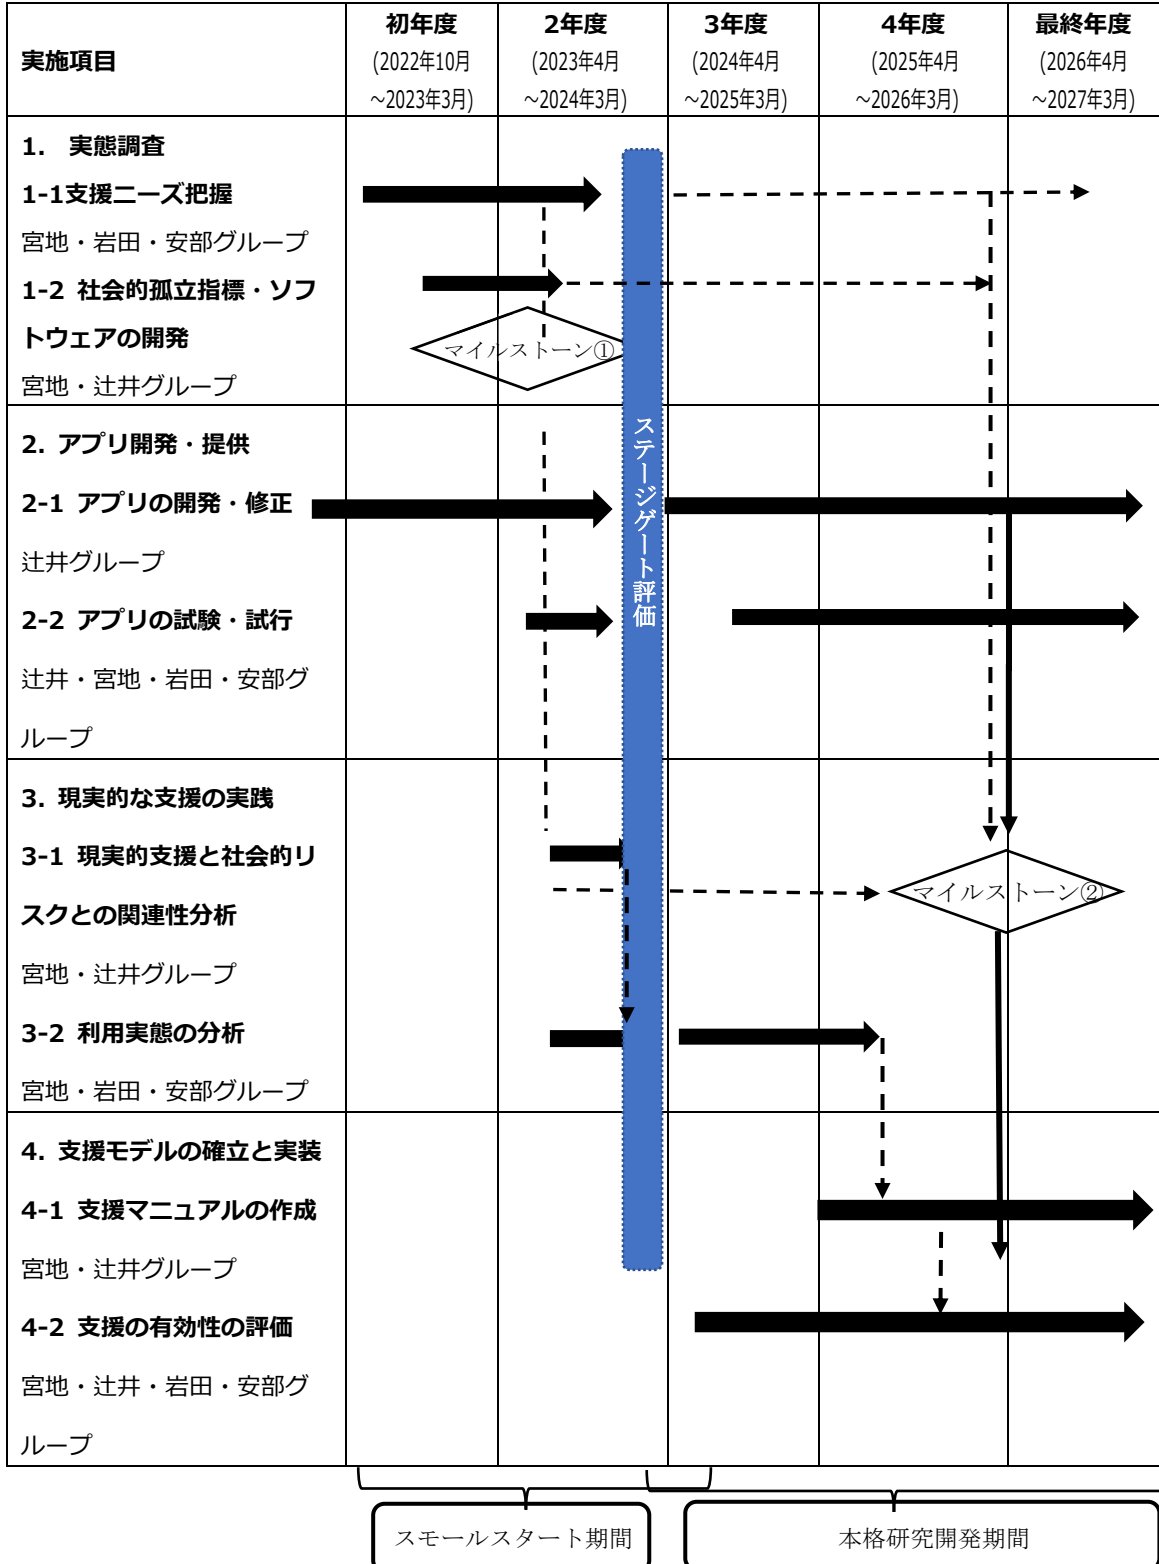 実施項目
初年度
(2022年10月
～2023年3月)
2年度
(2023年4月
～2024年3月)
3年度
(2024年4月
～2025年3月)
4年度
(2025年4月
～2026年3月)
最終年度
(2026年4月
～2027年3月)
1. 実態調査
1-1支援ニーズ把握
宮地・岩田・安部グループ
1-2 社会的孤立指標・ソフ
トウェアの開発
宮地・辻井グループ
マイルストーン①
ステージゲート評価
2. アプリ開発・提供
2-1 アプリの開発・修正
辻井グループ
2-2 アプリの試験・試行
辻井・宮地・岩田・安部グ
ループ
3. 現実的な支援の実践
3-1 現実的支援と社会的リ
スクとの関連性分析
宮地・辻井グループ
マイルストーン②
3-2 利用実態の分析
宮地・岩田・安部グループ
4. 支援モデルの確立と実装
4-1 支援マニュアルの作成
宮地・辻井グループ
4-2 支援の有効性の評価
宮地・辻井・岩田・安部グ
ループ
スモールスタート期間
本格研究開発期間